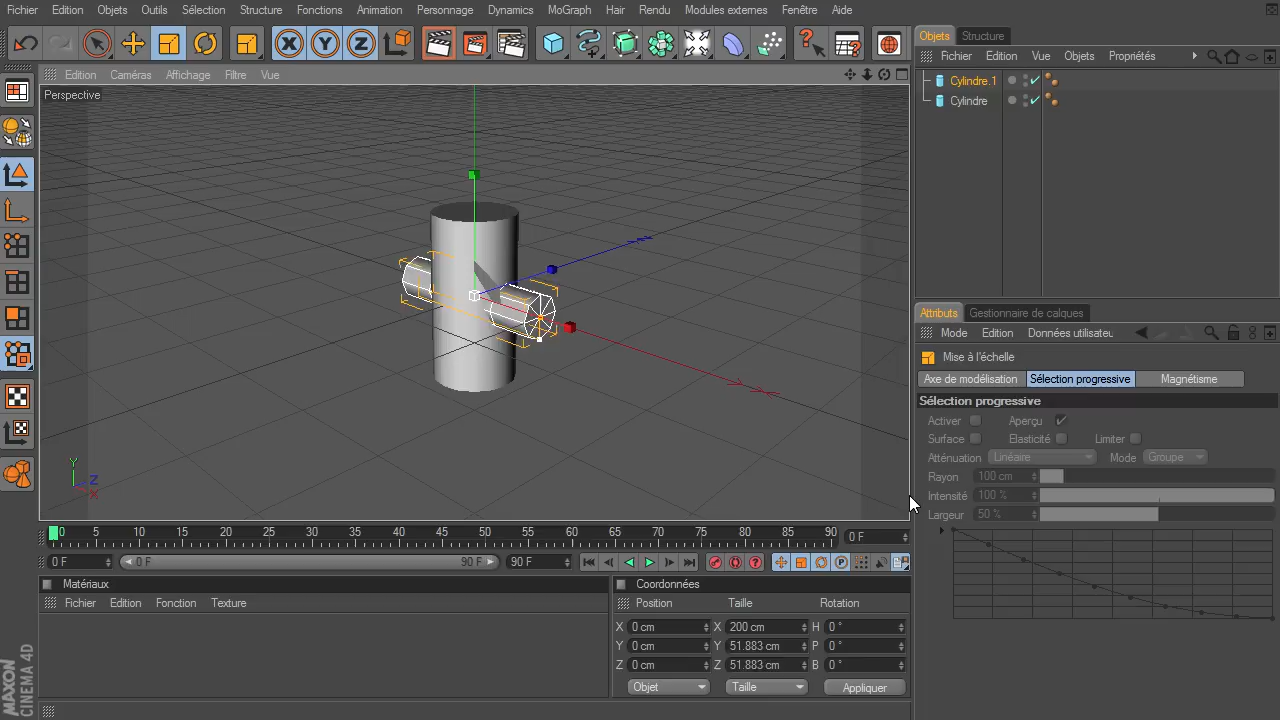 Fichier Edition Objets Outils Sélection Structure Fonctions Animation Personnage Dynamics MoGraph Hair Rendu Modules externes Fenêtre Aide
Edition Caméras Affichage Filtre Vue
Perspective
Y
Z
X
Objets Structure
Fichier Edition Vue Objets Propriétés
Cylindre.1
Cylindre
Attributs Gestionnaire de calques
Mode Edition Données utilisateu
Mise à l'échelle
Axe de modélisation Sélection progressive Magnétisme
Sélection progressive
Activer Aperçu
Surface Elasticité Limiter
Atténuation Linéaire Mode Groupe
Rayon 100 cm
Intensité 100 %
Largeur 50 %
0 5 10 15 20 25 30 35 40 45 50 55 60 65 70 75 80 85 90 0 F
0 F 0 F 90 F 90 F
Matériaux
Fichier Edition Fonction Texture
Coordonnées
Position Taille Rotation
X 0 cm X 200 cm H 0 °
Y 0 cm Y 51.883 cm P 0 °
Z 0 cm Z 51.883 cm B 0 °
Objet Taille Appliquer
MAXON
CINEMA 4D